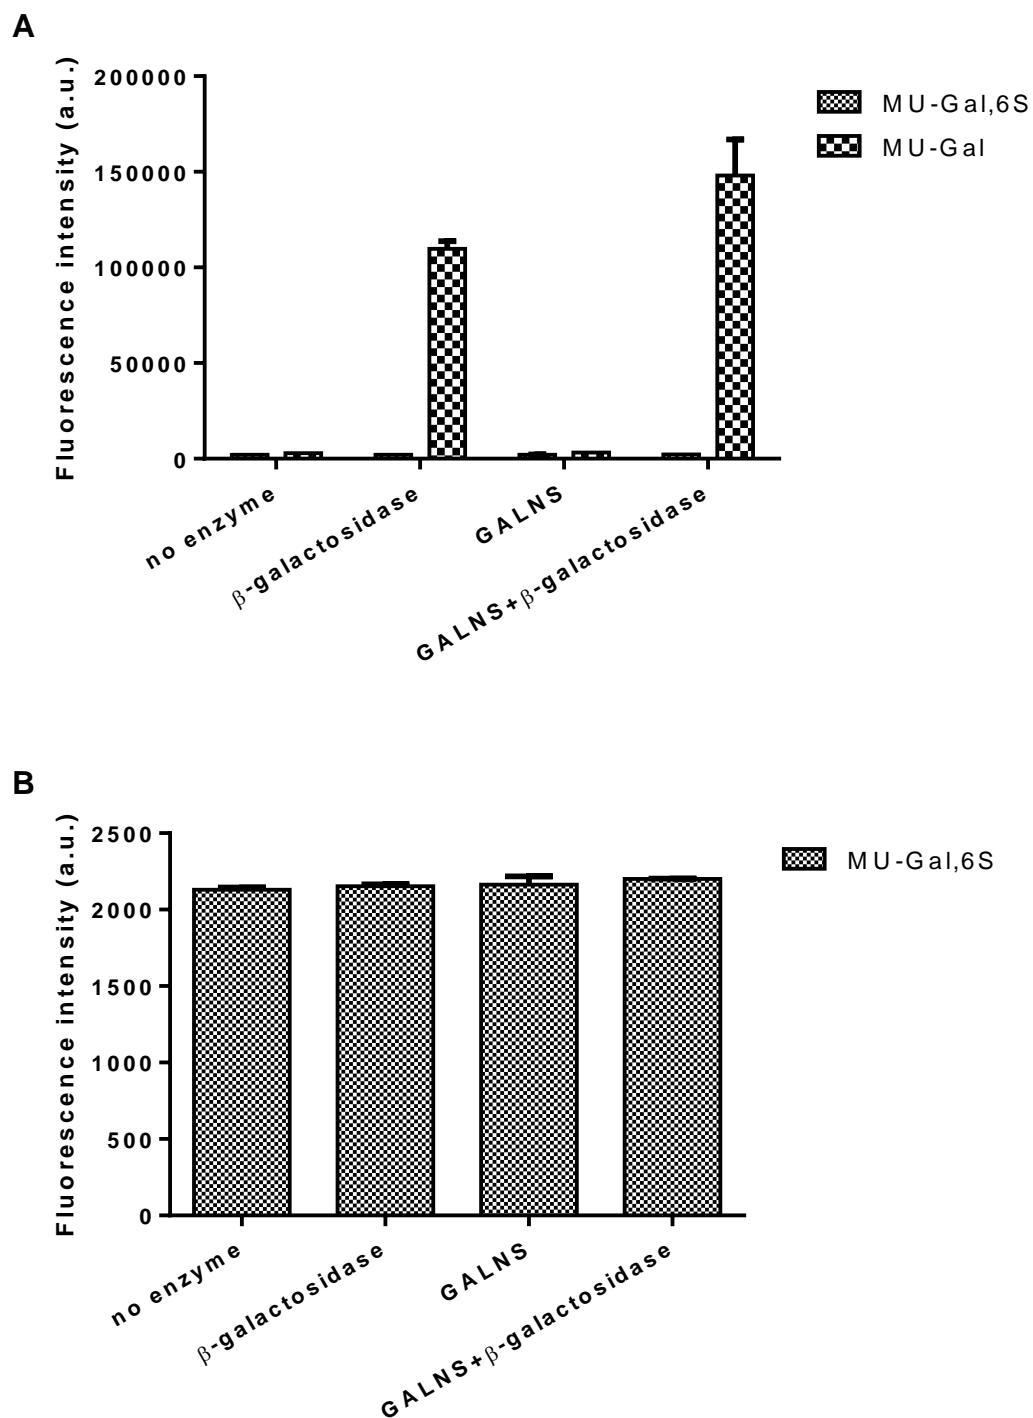 A
Fluorescence intensity (a.u.)
200000
150000
100000
50000
0
MU-Gal,6S
MU-Gal
no enzyme
β-galactosidase
GALNS
GALNS+β-galactosidase
B
Fluorescence intensity (a.u.)
2500
2000
1500
1000
500
0
MU-Gal,6S
no enzyme
β-galactosidase
GALNS
GALNS+β-galactosidase